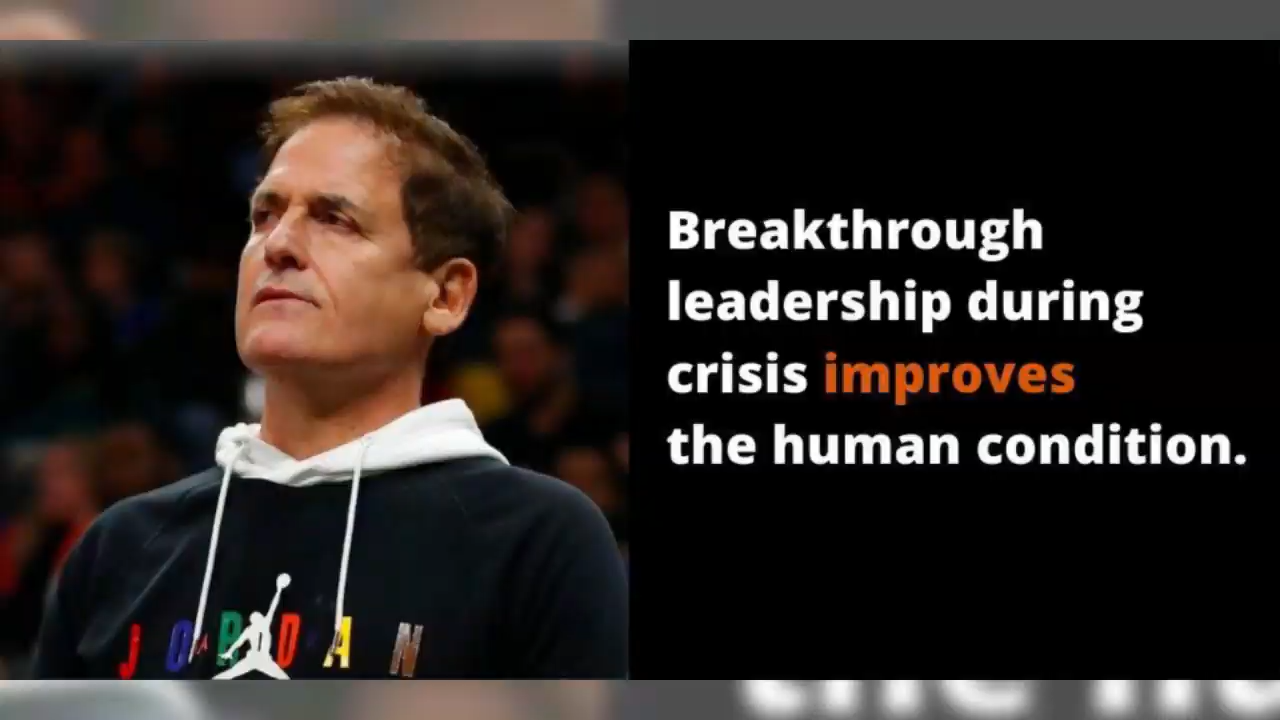 Breakthrough
leadership during
crisis improves
the human condition.
JORDAN